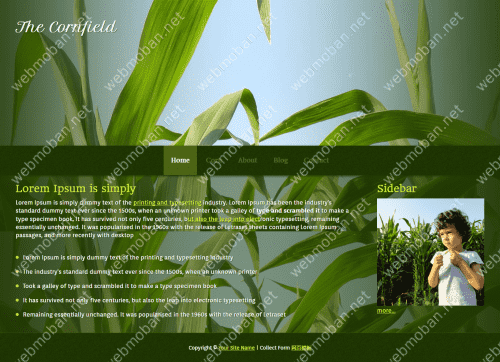 The Cornfield
Home About Blog Contact
Lorem Ipsum is simply
Lorem Ipsum is simply dummy text of the printing and typesetting industry. Lorem Ipsum has been the industry's
standard dummy text ever since the 1500s, when an unknown printer took a galley of type and scrambled it to make a
type specimen book. It has survived not only five centuries, but also the leap into electronic typesetting, remaining
essentially unchanged. It was popularised in the 1960s with the release of Letraset sheets containing Lorem Ipsum
passages, and more recently with desktop
Lorem Ipsum is simply dummy text of the printing and typesetting industry
The industry's standard dummy text ever since the 1500s, when an unknown printer
Took a galley of type and scrambled it to make a type specimen book
It has survived not only five centuries, but also the leap into electronic typesetting
Remaining essentially unchanged. It was popularised in the 1960s with the release of Letraset
Sidebar
more...
Copyright © Your Site Name | Collect Form
webmoban.net